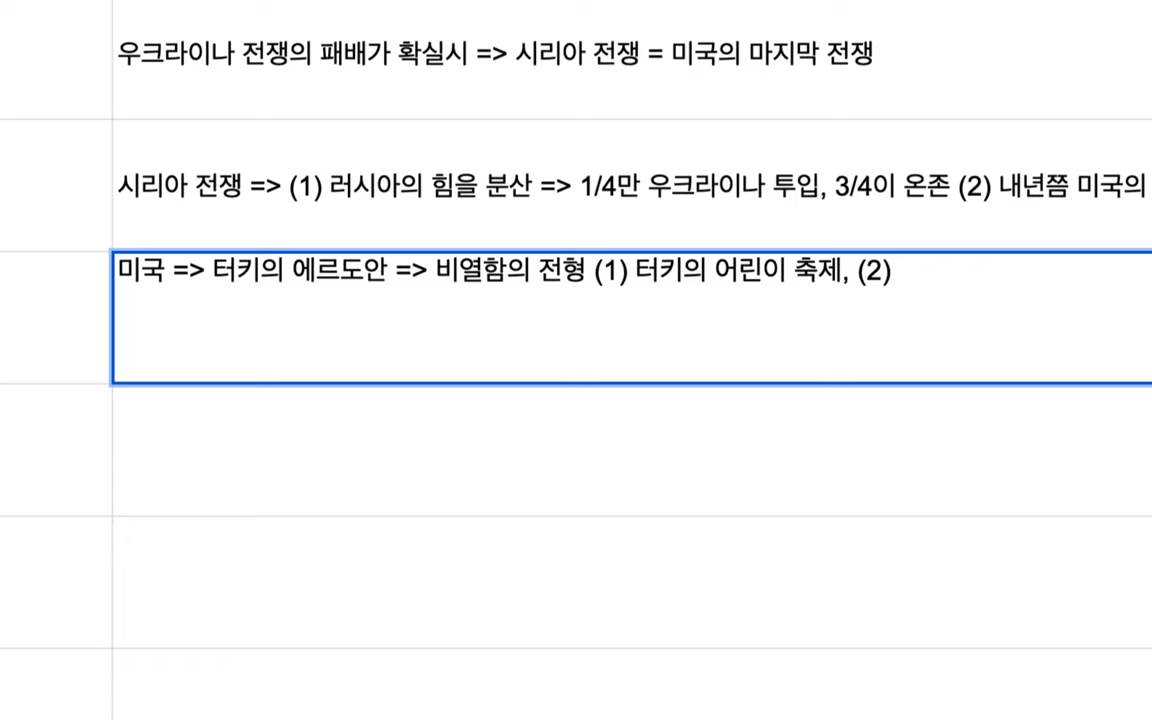 우크라이나 전쟁의 패배가 확실시 => 시리아 전쟁 = 미국의 마지막 전쟁
시리아 전쟁 => (1) 러시아의 힘을 분산 => 1/4만 우크라이나 투입, 3/4이 온존 (2) 내년쯤 미국의
미국 => 터키의 에르도안 => 비열함의 전형 (1) 터키의 어린이 축제, (2)